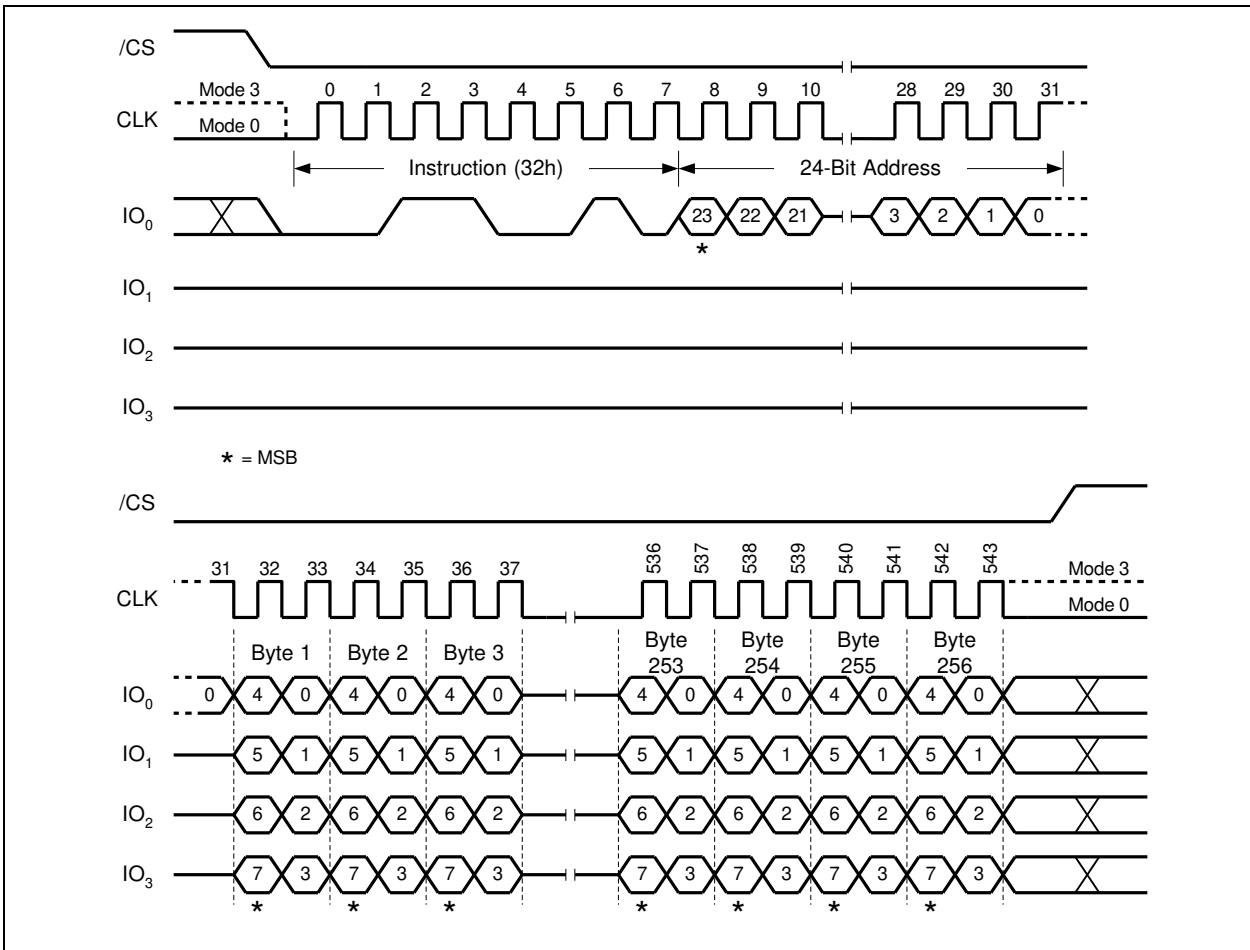 /CS
Mode 3 0 1 2 3 4 5 6 7 8 9 10 28 29 30 31
CLK
Mode 0
Instruction (32h) 24-Bit Address
IO0 23 22 21 3 2 1 0
*
IO1
IO2
IO3
* = MSB
/CS
31 32 33 34 35 36 37 536 537 538 539 540 541 542 543 Mode 3
CLK
Mode 0
Byte 1 Byte 2 Byte 3 Byte 253 Byte 254 Byte 255 Byte 256
IO0 0 4 0 4 0 4 0 4 0 4 0 4 0 4 0
IO1 5 1 5 1 5 1 5 1 5 1 5 1 5 1
IO2 6 2 6 2 6 2 6 2 6 2 6 2 6 2
IO3 7 3 7 3 7 3 7 3 7 3 7 3 7 3
* * * * * * *